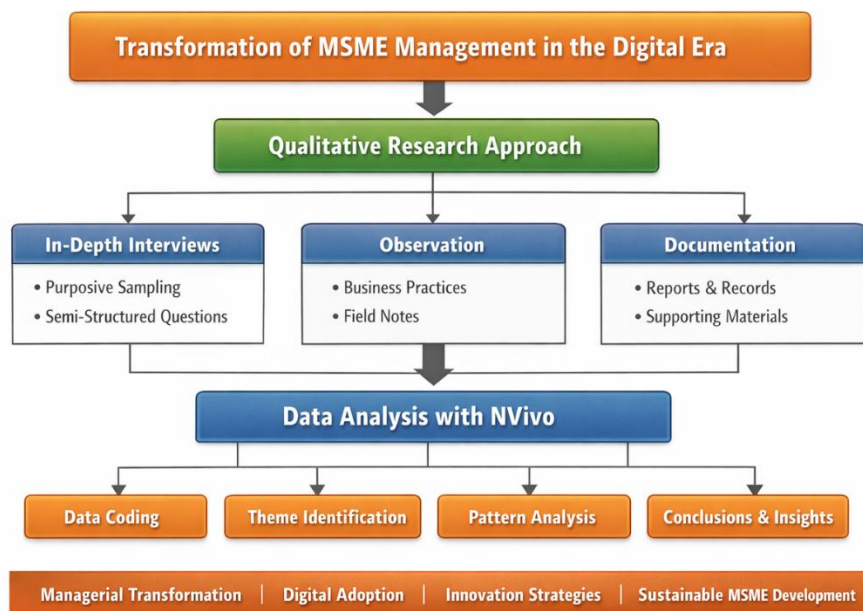 Transformation of MSME Management in the Digital Era
Qualitative Research Approach
In-Depth Interviews
• Purposive Sampling
• Semi-Structured Questions
Observation
• Business Practices
• Field Notes
Documentation
• Reports & Records
• Supporting Materials
Data Analysis with NVivo
Data Coding
Theme Identification
Pattern Analysis
Conclusions & Insights
Managerial Transformation | Digital Adoption | Innovation Strategies | Sustainable MSME Development